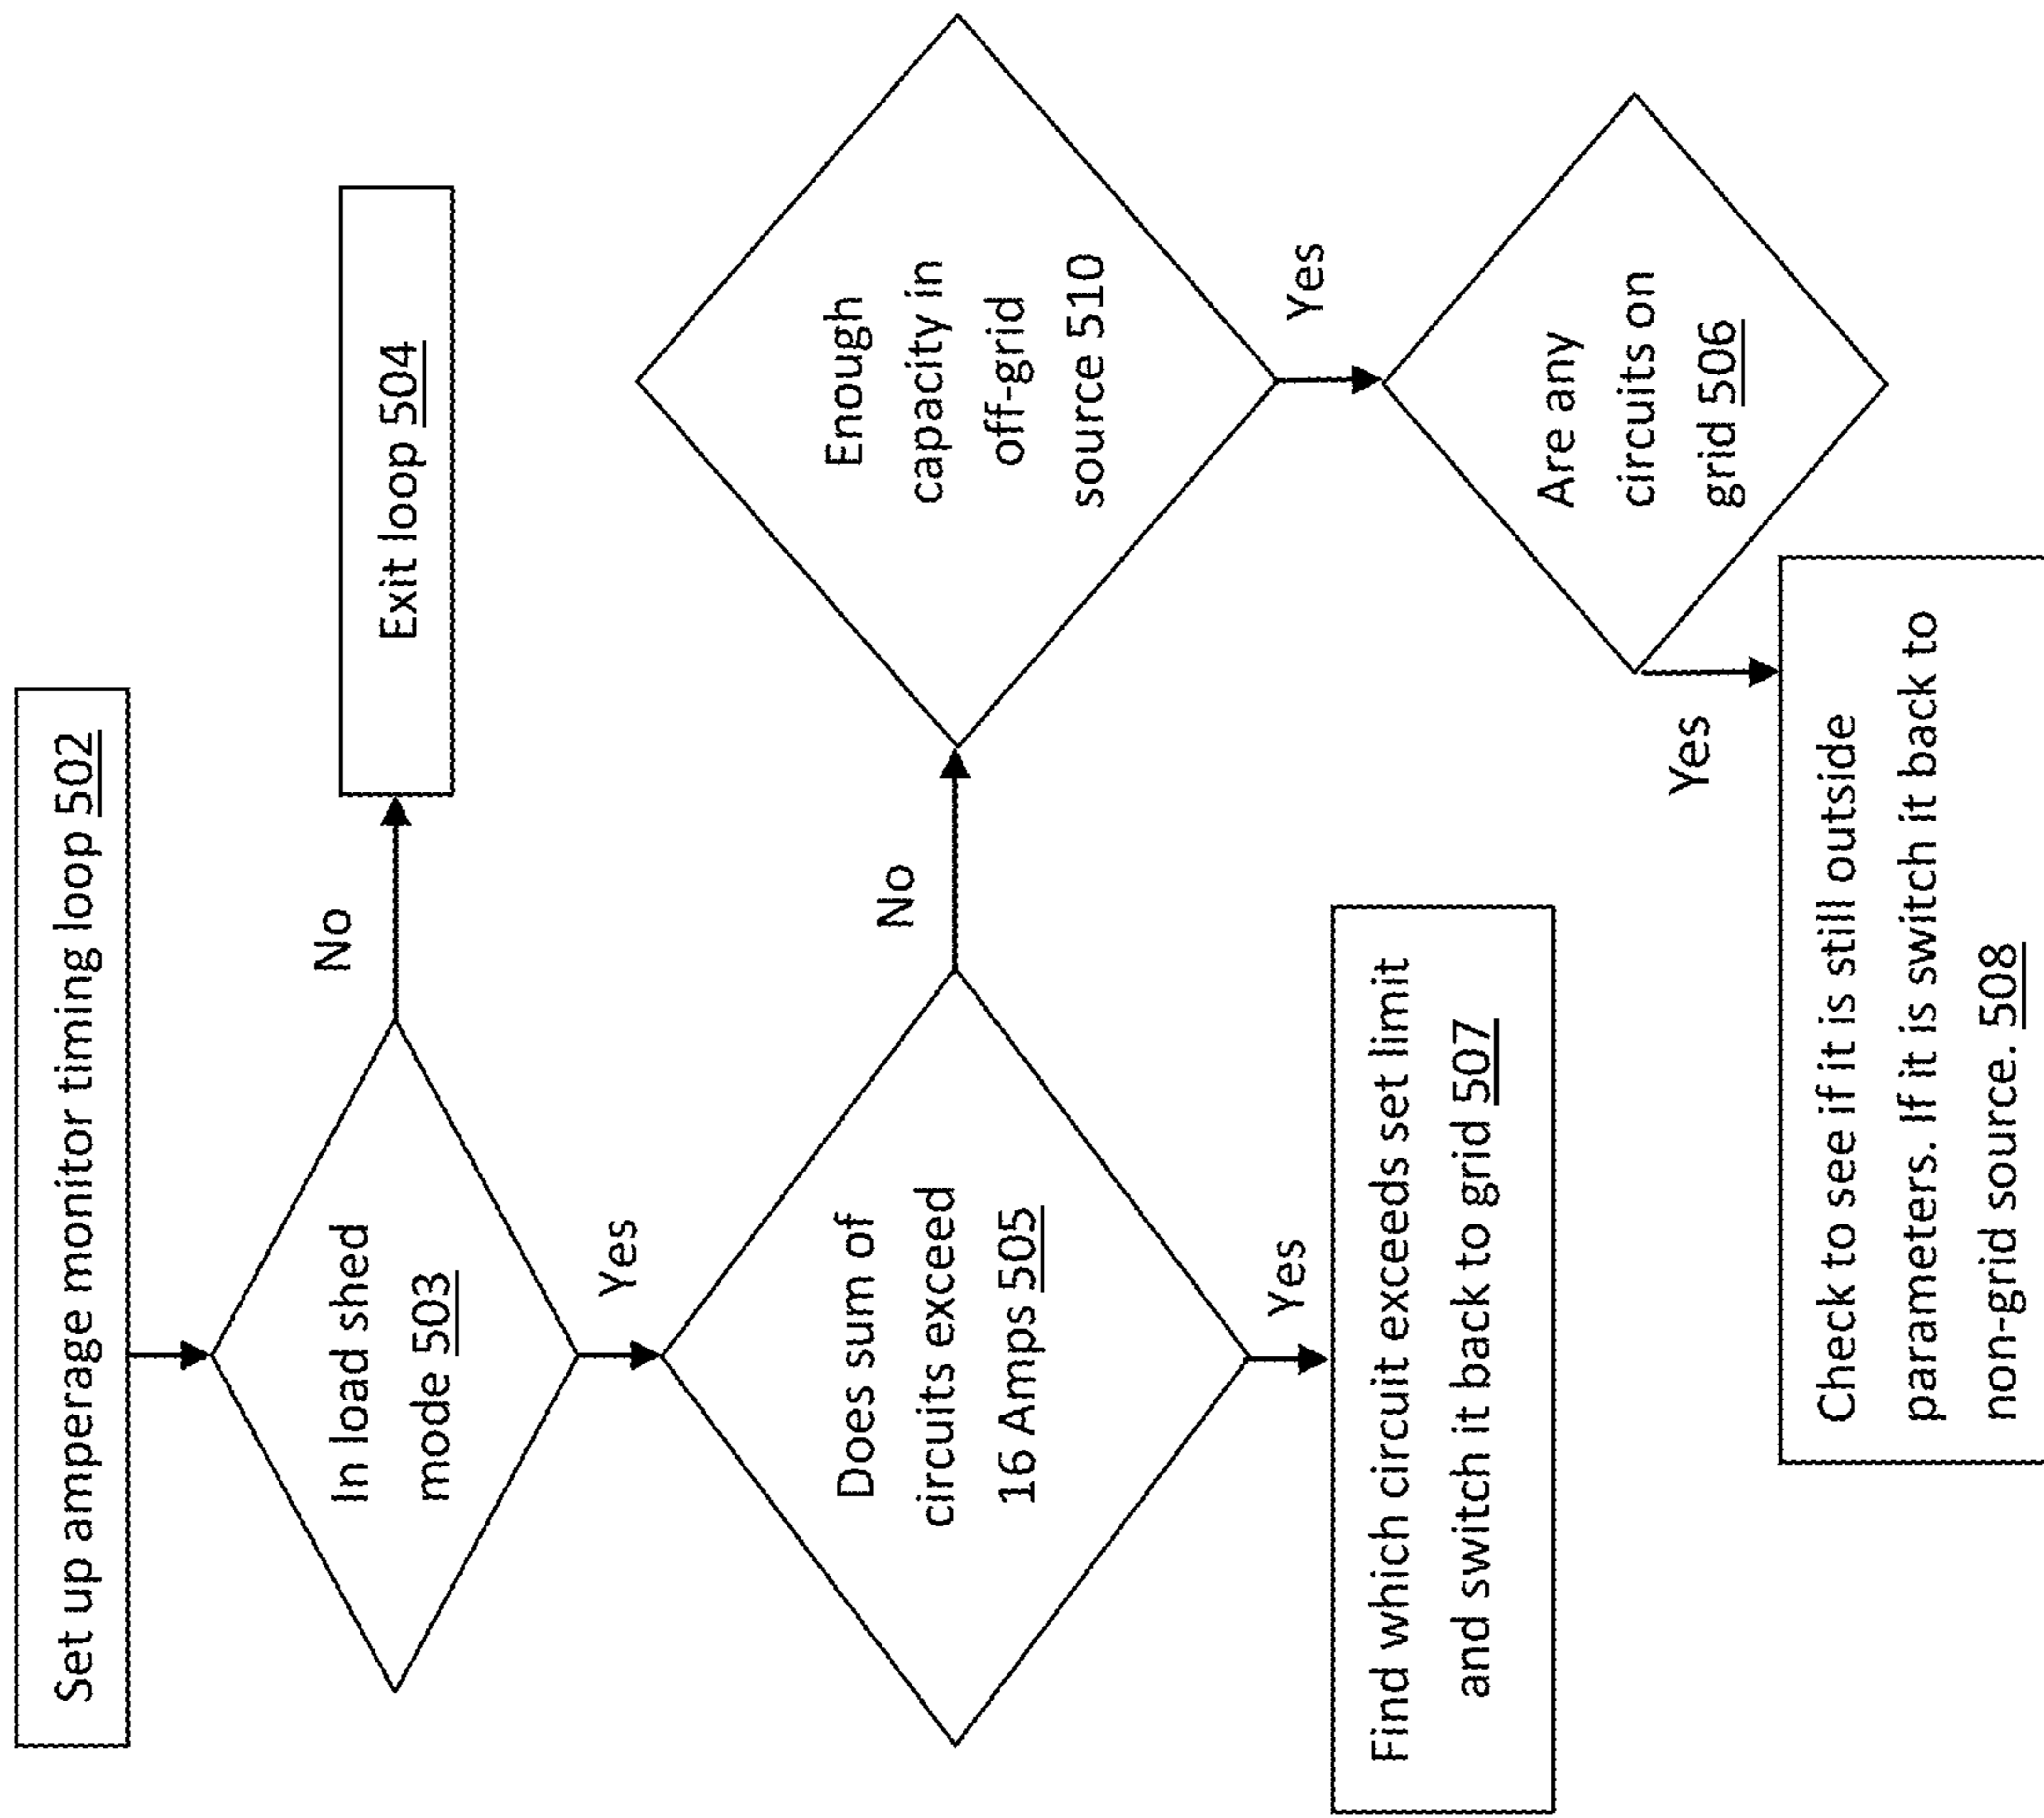 Set up amperage monitor timing loop 502
In load shed
mode 503
No
Exit loop 504
Yes
Does sum of
circuits exceed
16 Amps 505
No
Enough
capacity in
off-grid
source 510
Yes
Find which circuit exceeds set limit
and switch it back to grid 507
Yes
Are any
circuits on
grid 506
Yes
Check to see if it is still outside
parameters. If it is switch it back to
non-grid source. 508